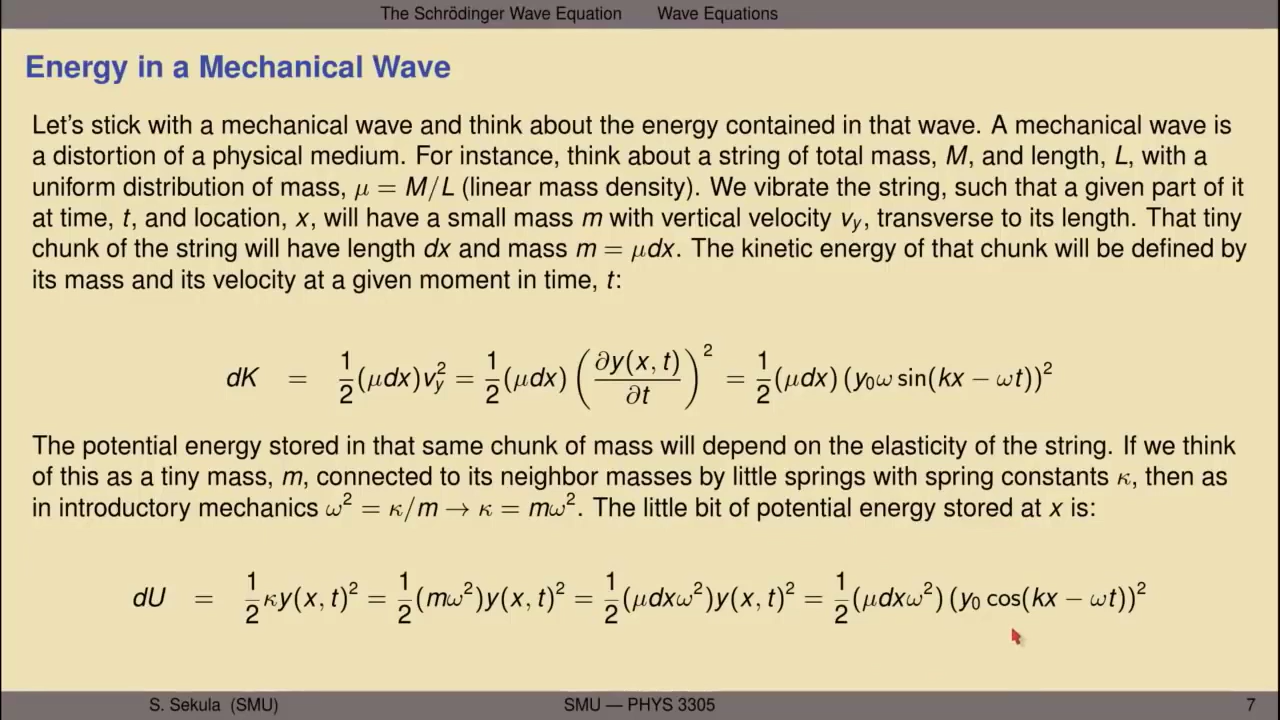 The Schrödinger Wave Equation Wave Equations
Energy in a Mechanical Wave
Let's stick with a mechanical wave and think about the energy contained in that wave. A mechanical wave is
a distortion of a physical medium. For instance, think about a string of total mass, M, and length, L, with a
uniform distribution of mass, μ = M/L (linear mass density). We vibrate the string, such that a given part of it
at time, t, and location, x, will have a small mass m with vertical velocity v_y, transverse to its length. That tiny
chunk of the string will have length dx and mass m = μdx. The kinetic energy of that chunk will be defined by
its mass and its velocity at a given moment in time, t:
dK = 1/2 (μdx)v_y^2 = 1/2 (μdx) (∂y(x, t)/∂t)^2 = 1/2 (μdx) (y_0 ω sin(kx − ωt))^2
The potential energy stored in that same chunk of mass will depend on the elasticity of the string. If we think
of this as a tiny mass, m, connected to its neighbor masses by little springs with spring constants κ, then as
in introductory mechanics ω^2 = κ/m → κ = mω^2. The little bit of potential energy stored at x is:
dU = 1/2 κy(x, t)^2 = 1/2 (mω^2)y(x, t)^2 = 1/2 (μdxω^2)y(x, t)^2 = 1/2 (μdxω^2) (y_0 cos(kx − ωt))^2
S. Sekula (SMU) SMU — PHYS 3305 7